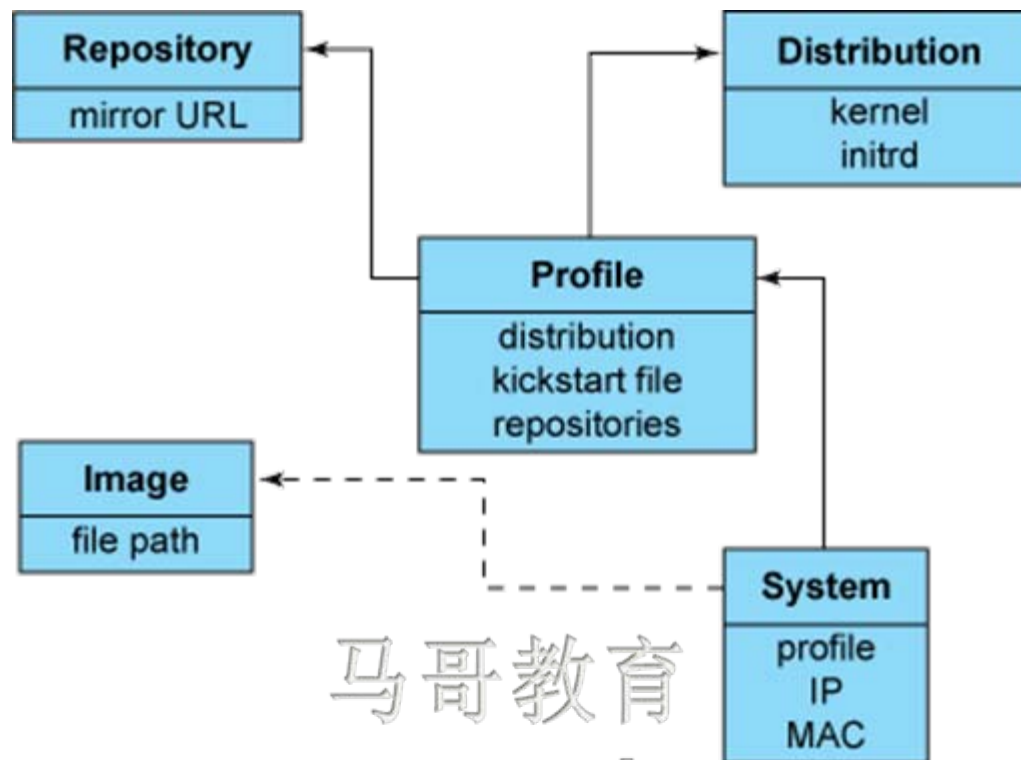 Repository
mirror URL
Distribution
kernel
initrd
Profile
distribution
kickstart file
repositories
Image
file path
System
profile
IP
MAC
马哥教育